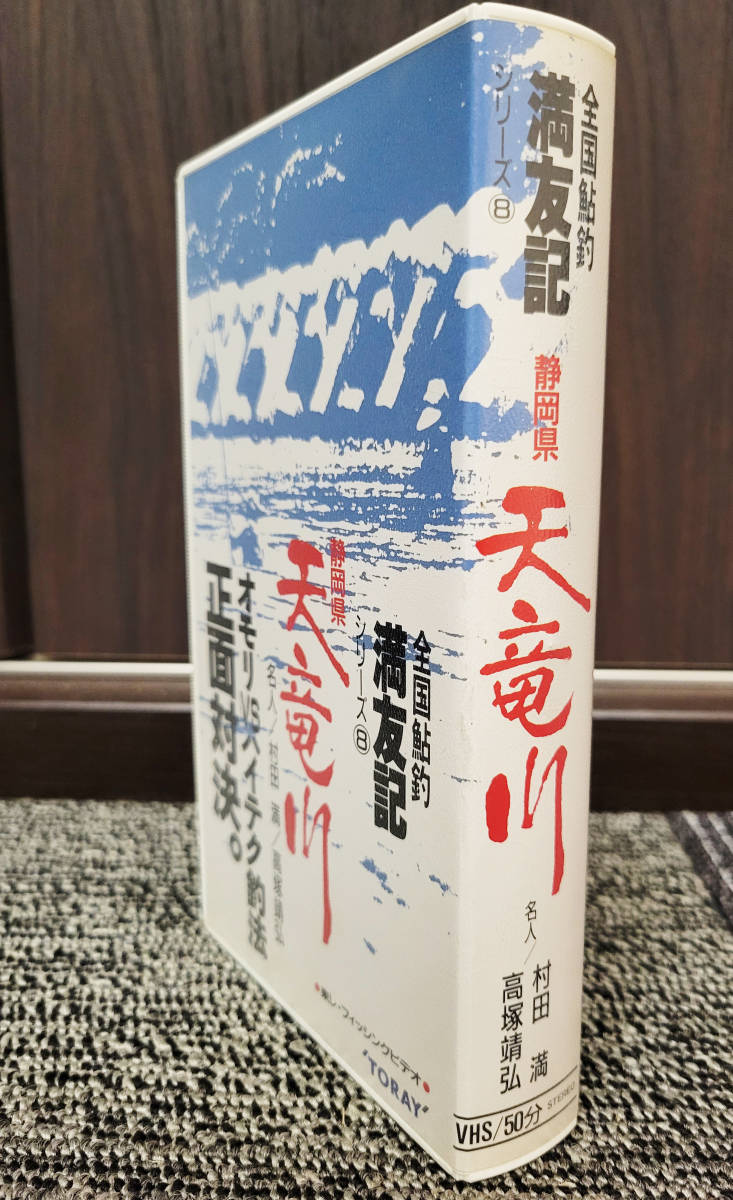 全国鮎釣
満友記
シリーズ⑧
静岡県
天竜川
名人/村田 満
高塚靖弘
VHS/50分
STEREO
全国鮎釣
満友記
シリーズ⑧
静岡県
天竜川
名人/村田 満/高塚靖弘
オモリVSハイテク釣法
正面対決。
●東レ・フィッシングビデオ●
"TORAY"